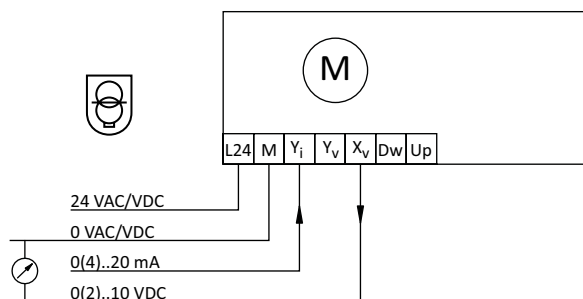 M
L24 M Yi Yv Xv Dw Up
24 VAC/VDC
0 VAC/VDC
0(4)..20 mA
0(2)..10 VDC